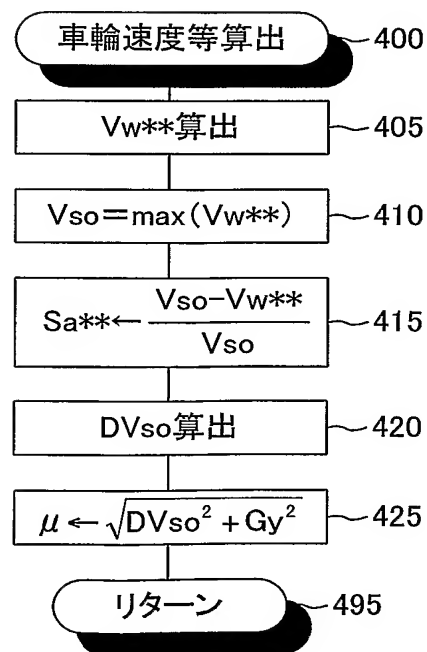 車輪速度等算出 400
Vw**算出 405
Vso=max(Vw**) 410
Sa**← (Vso-Vw**)/Vso 415
DVso算出 420
μ←√(DVso²+Gy²) 425
リターン 495